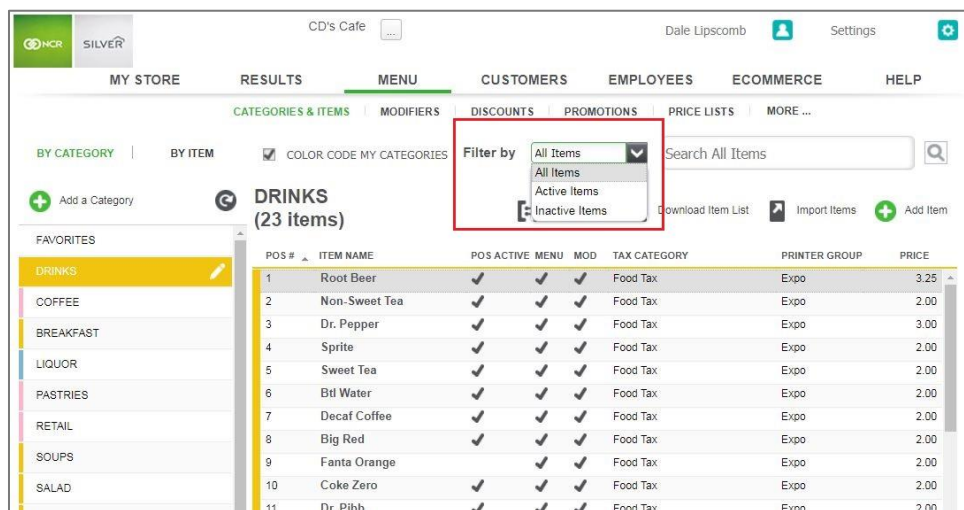 NCR SILVER CD's Cafe ... Dale Lipscomb Settings
MY STORE RESULTS MENU CUSTOMERS EMPLOYEES ECOMMERCE HELP
CATEGORIES & ITEMS MODIFIERS DISCOUNTS PROMOTIONS PRICE LISTS MORE ...
BY CATEGORY BY ITEM COLOR CODE MY CATEGORIES Filter by All Items Search All Items
All Items
Active Items
Inactive Items
Add a Category
DRINKS
(23 items)
Download Item List Import Items Add Item
FAVORITES
DRINKS
COFFEE
BREAKFAST
LIQUOR
PASTRIES
RETAIL
SOUPS
SALAD
POS # ITEM NAME POS ACTIVE MENU MOD TAX CATEGORY PRINTER GROUP PRICE
1 Root Beer Food Tax Expo 3.25
2 Non-Sweet Tea Food Tax Expo 2.00
3 Dr. Pepper Food Tax Expo 3.00
4 Sprite Food Tax Expo 2.00
5 Sweet Tea Food Tax Expo 2.00
6 Btl Water Food Tax Expo 2.00
7 Decaf Coffee Food Tax Expo 2.00
8 Big Red Food Tax Expo 2.00
9 Fanta Orange Food Tax Expo 2.00
10 Coke Zero Food Tax Expo 2.00
11 Dr. Pibb Food Tax Expo 2.00